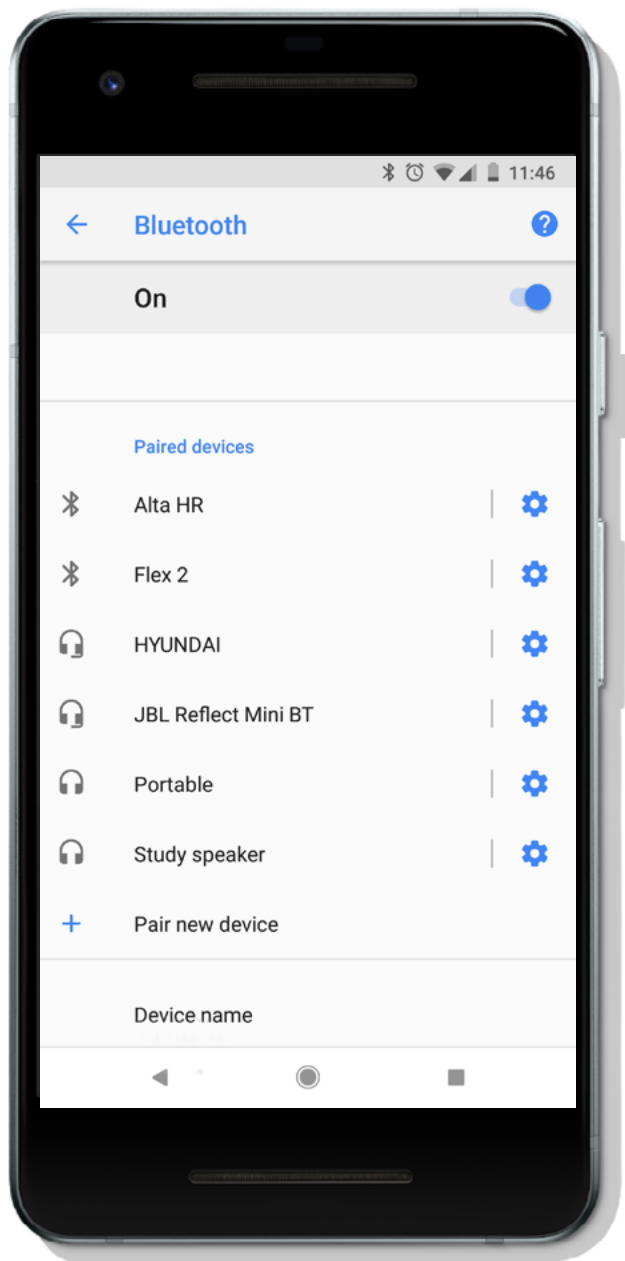 11:46
Bluetooth
?
On
Paired devices
Alta HR
Flex 2
HYUNDAI
JBL Reflect Mini BT
Portable
Study speaker
+ Pair new device
Device name